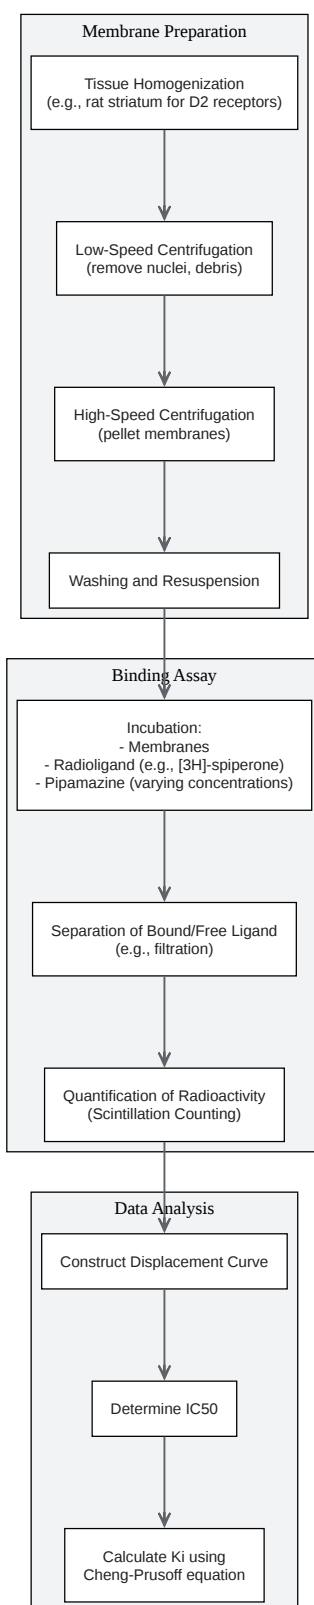 Membrane Preparation
Tissue Homogenization
(e.g., rat striatum for D2 receptors)
Low-Speed Centrifugation
(remove nuclei, debris)
High-Speed Centrifugation
(pellet membranes)
Washing and Resuspension
Binding Assay
Incubation:
- Membranes
- Radioligand (e.g., [3H]-spiperone)
- Pipamazine (varying concentrations)
Separation of Bound/Free Ligand
(e.g., filtration)
Quantification of Radioactivity
(Scintillation Counting)
Data Analysis
Construct Displacement Curve
Determine IC50
Calculate Ki using
Cheng-Prusoff equation